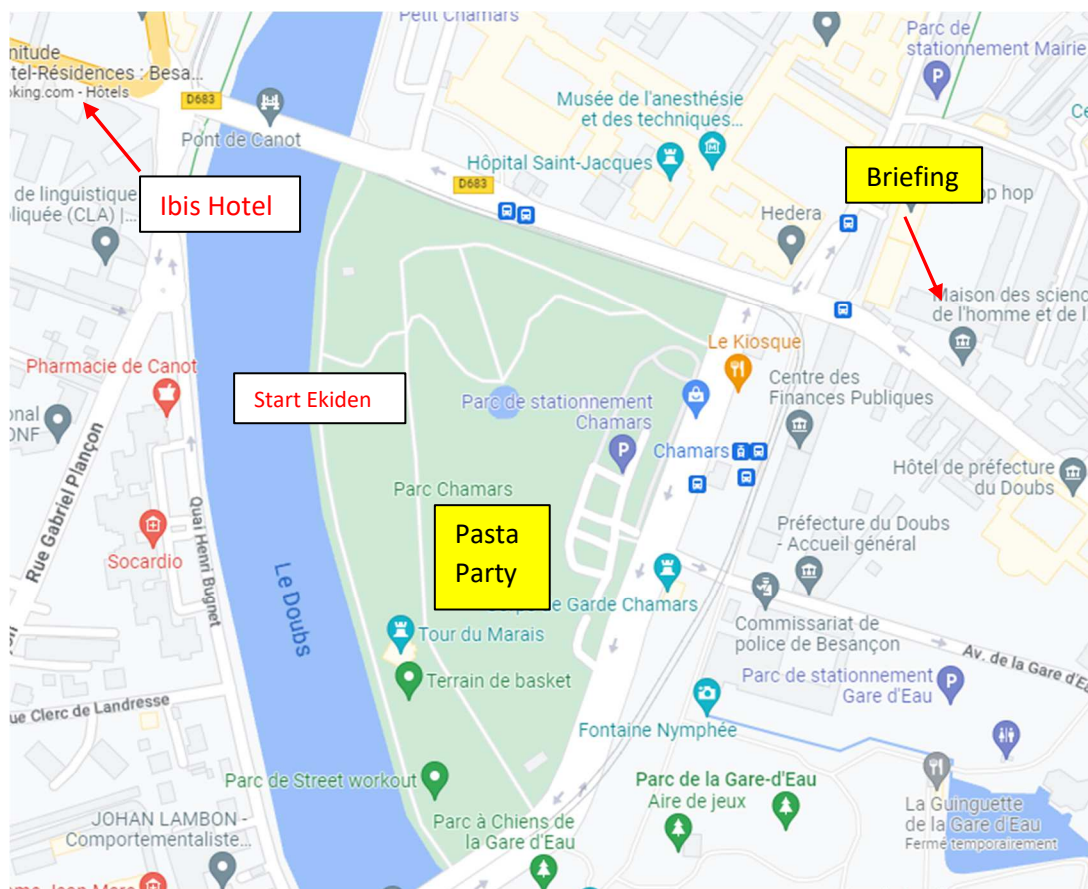 Petit Chamars
Parc de
stationnement Mairie
nitude
tel-Résidences : Besa...
oking.com - Hôtels
D683
Pont de Canot
Musée de l'anesthésie
et des techniques...
Hôpital Saint-Jacques
D683
Briefing
op hop
Ibis Hotel
de linguistique
pliquée (CLA) |...
Hedera
Maison des scienc
de l'homme et de l...
Le Kiosque
Pharmacie de Canot
Start Ekiden
Parc de stationnement
Chamars
Centre des
Finances Publiques
onal
ONF
Chamars
Hôtel de préfecture
du Doubs
Rue Gabriel Plançon
Parc Chamars
Pasta
Party
Quai Henri Bugnet
Socardio
Le Doubs
Préfecture du Doubs
- Accueil général
de Garde Chamars
Commissariat de
police de Besançon
Tour du Marais
Av. de la Gare d'E
Terrain de basket
Parc de stationnement
Gare d'Eau
ue Clerc de Landresse
Fontaine Nymphée
Parc de Street workout
Parc de la Gare-d'Eau
Aire de jeux
La Guinguette
de la Gare d'Eau
Fermé temporairement
JOHAN LAMBON -
Comportementaliste...
Parc à Chiens de
la Gare d'Eau